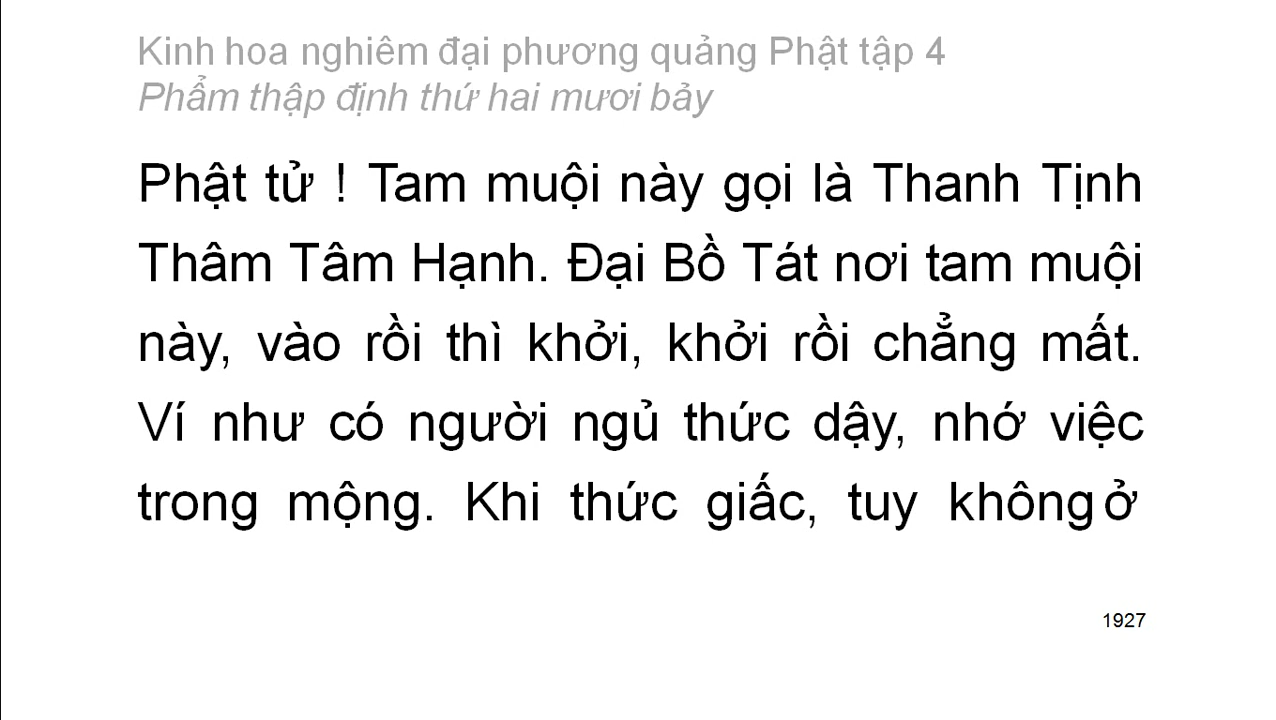 Kinh hoa nghiêm đại phương quảng Phật tập 4
Phẩm thập định thứ hai mươi bảy
Phật tử ! Tam muội này gọi là Thanh Tịnh
Thâm Tâm Hạnh. Đại Bồ Tát nơi tam muội
này, vào rồi thì khởi, khởi rồi chẳng mất.
Ví như có người ngủ thức dậy, nhớ việc
trong mộng. Khi thức giấc, tuy không ở
1927